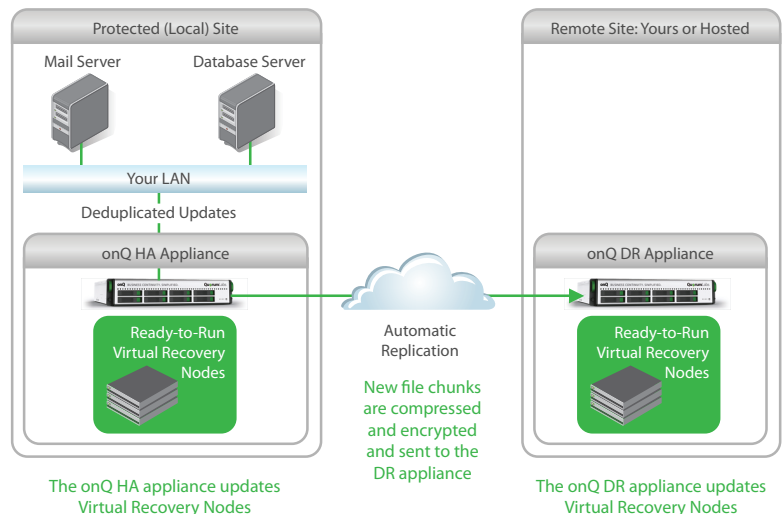 Protected (Local) Site
Mail Server
Database Server
Your LAN
Deduplicated Updates
onQ HA Appliance
onQ
Ready-to-Run
Virtual Recovery
Nodes
The onQ HA appliance updates
Virtual Recovery Nodes
Automatic
Replication
New file chunks
are compressed
and encrypted
and sent to the
DR appliance
Remote Site: Yours or Hosted
onQ DR Appliance
onQ
Ready-to-Run
Virtual Recovery
Nodes
The onQ DR appliance updates
Virtual Recovery Nodes